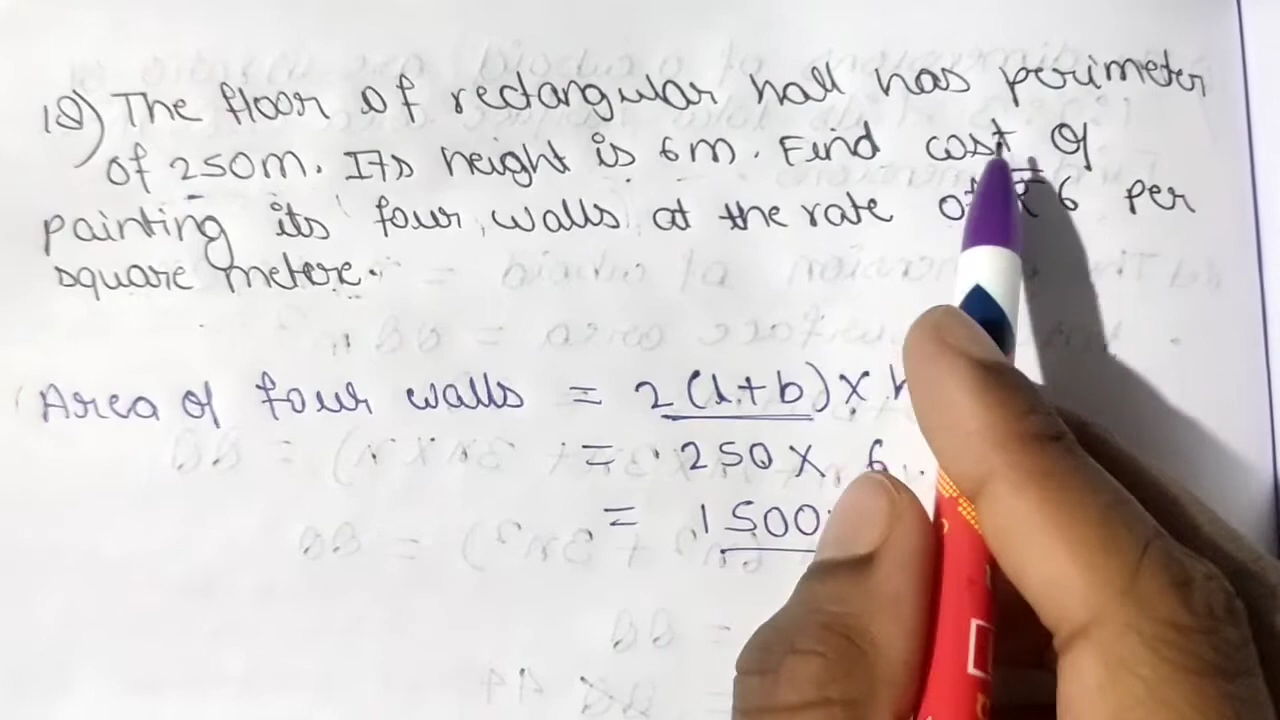 18) The floor of rectangular hall has perimeter
of 250m. Its height is 6m. Find cost of
painting its four walls at the rate of ₹6 per
square metere.
Area of four walls = 2(l+b)×h
= 250× 6
= 1500